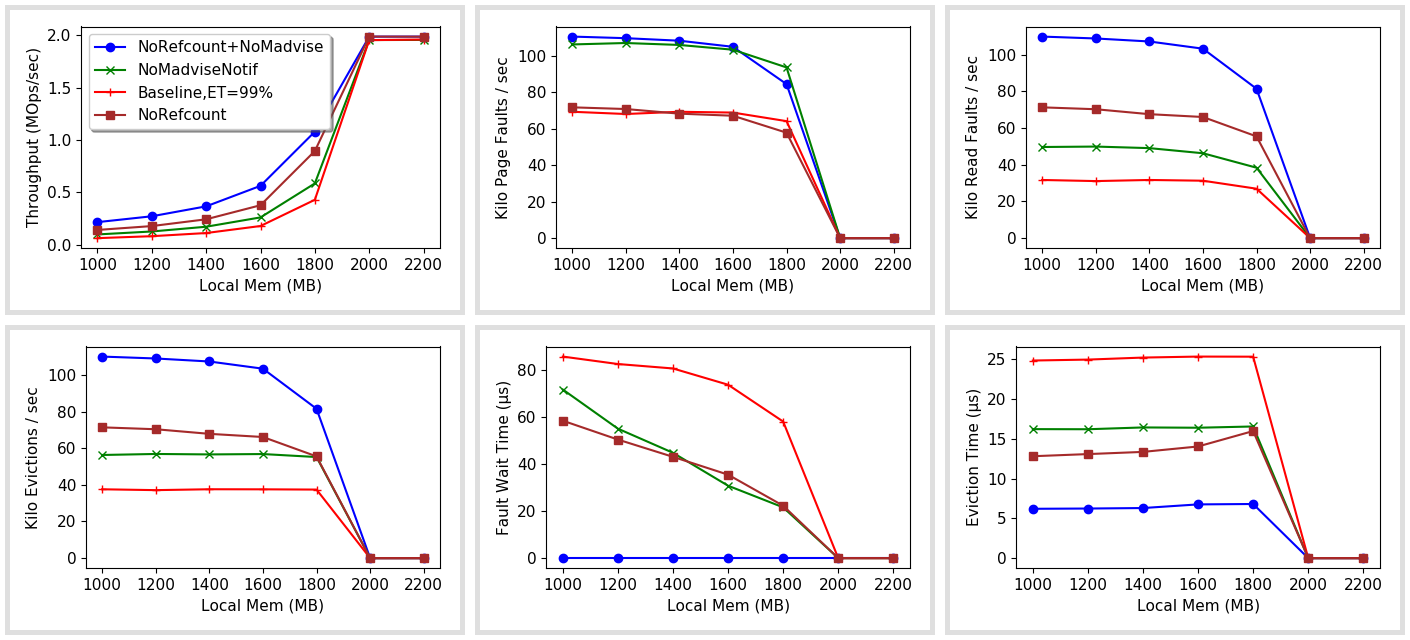 Throughput (MOps/sec)
2.0
1.5
1.0
0.5
0.0
NoRefcount+NoMadvise
NoMadviseNotif
Baseline,ET=99%
NoRefcount
1000 1200 1400 1600 1800 2000 2200
Local Mem (MB)
Kilo Page Faults / sec
100
80
60
40
20
0
1000 1200 1400 1600 1800 2000 2200
Local Mem (MB)
Kilo Read Faults / sec
100
80
60
40
20
0
1000 1200 1400 1600 1800 2000 2200
Local Mem (MB)
Kilo Evictions / sec
100
80
60
40
20
0
1000 1200 1400 1600 1800 2000 2200
Local Mem (MB)
Fault Wait Time (µs)
80
60
40
20
0
1000 1200 1400 1600 1800 2000 2200
Local Mem (MB)
Eviction Time (µs)
25
20
15
10
5
0
1000 1200 1400 1600 1800 2000 2200
Local Mem (MB)